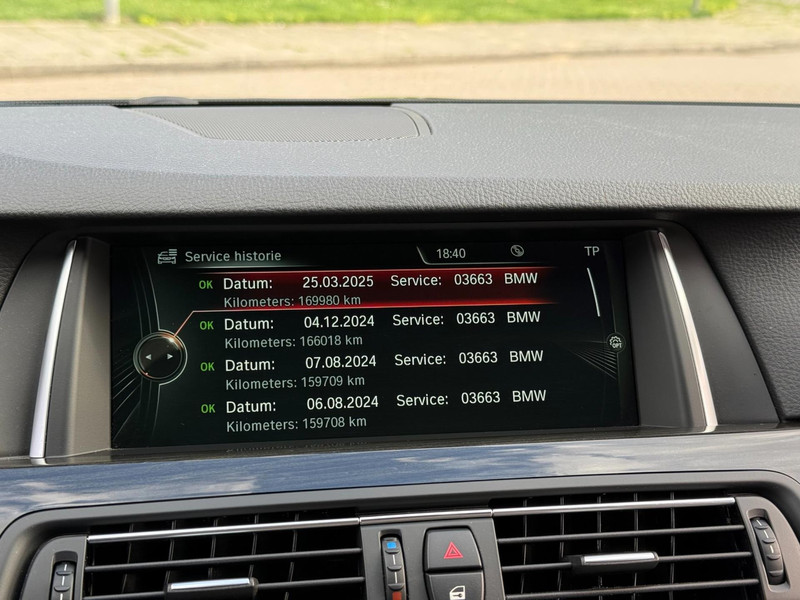 Service historie
18:40
TP
OK Datum: 25.03.2025 Service: 03663 BMW
Kilometers: 169980 km
OK Datum: 04.12.2024 Service: 03663 BMW
Kilometers: 166018 km
OPT
OK Datum: 07.08.2024 Service: 03663 BMW
Kilometers: 159709 km
OK Datum: 06.08.2024 Service: 03663 BMW
Kilometers: 159708 km